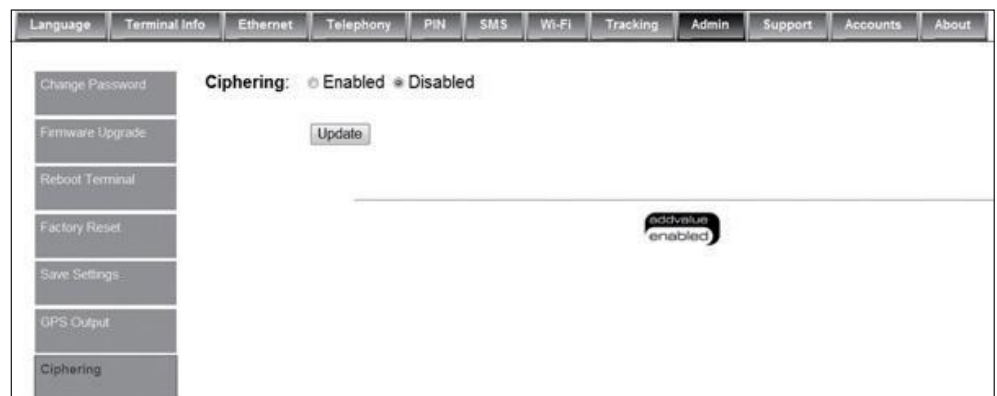 Language Terminal Info Ethernet Telephony PIN SMS Wi-Fi Tracking Admin Support Accounts About
Change Password
Ciphering: Enabled Disabled
Firmware Upgrade
Update
Reboot Terminal
Factory Reset
addvalue
enabled
Save Settings
GPS Output
Ciphering